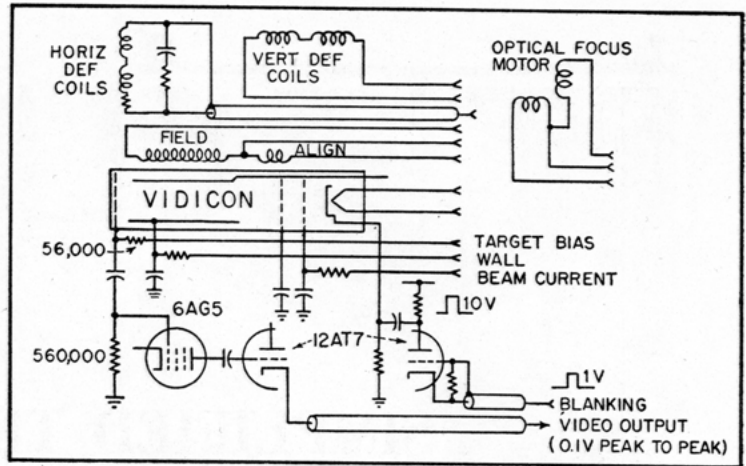 HORIZ
DEF
COILS
VERT DEF
COILS
OPTICAL FOCUS
MOTOR
FIELD
ALIGN
VIDICON
56,000
TARGET BIAS
WALL
BEAM CURRENT
6AG5
10V
12AT7
560,000
1V
BLANKING
VIDEO OUTPUT
(0.1V PEAK TO PEAK)